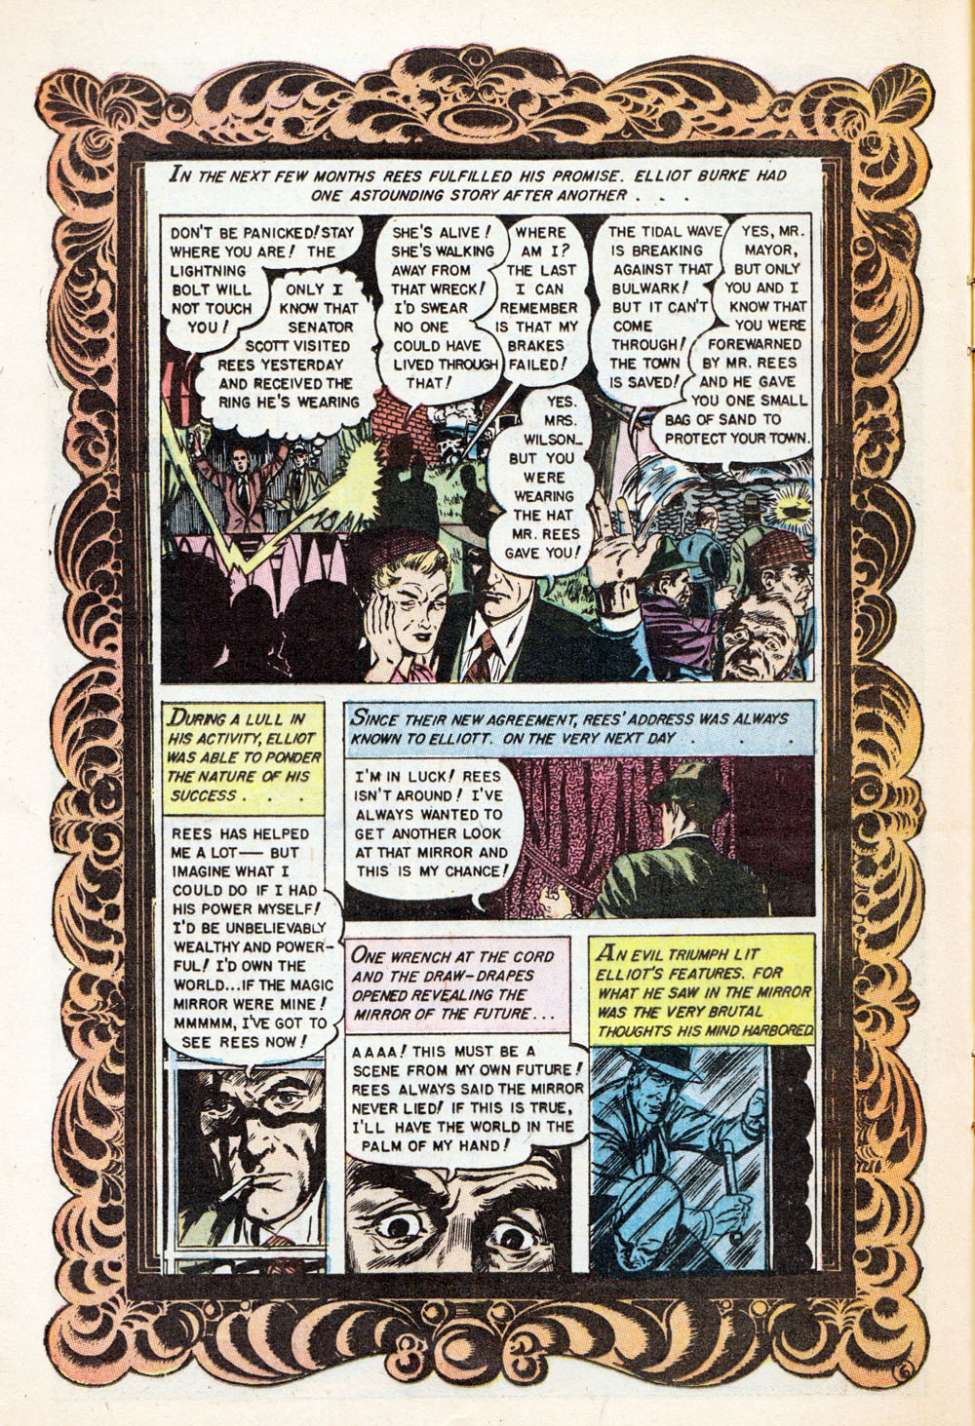 IN THE NEXT FEW MONTHS REES FULFILLED HIS PROMISE. ELLIOT BURKE HAD
ONE ASTOUNDING STORY AFTER ANOTHER . . .
DON'T BE PANICKED! STAY
WHERE YOU ARE! THE
LIGHTNING
BOLT WILL
NOT TOUCH
YOU!
ONLY I
KNOW THAT
SENATOR
SCOTT VISITED
REES YESTERDAY
AND RECEIVED THE
RING HE'S WEARING
SHE'S ALIVE!
SHE'S WALKING
AWAY FROM
THAT WRECK!
I'D SWEAR
NO ONE
COULD HAVE
LIVED THROUGH
THAT!
WHERE
AM I?
THE LAST
I CAN
REMEMBER
IS THAT MY
BRAKES
FAILED!
YES.
MRS.
WILSON...
BUT YOU
WERE
WEARING
THE HAT
MR. REES
GAVE YOU!
THE TIDAL WAVE
IS BREAKING
AGAINST THAT
BULWARK!
BUT IT CAN'T
COME
THROUGH!
THE TOWN
IS SAVED!
YES, MR.
MAYOR,
BUT ONLY
YOU AND I
KNOW THAT
YOU WERE
FOREWARNED
BY MR. REES
AND HE GAVE
YOU ONE SMALL
BAG OF SAND TO
PROTECT YOUR TOWN.
DURING A LULL IN
HIS ACTIVITY, ELLIOT
WAS ABLE TO PONDER
THE NATURE OF HIS
SUCCESS . . .
REES HAS HELPED
ME A LOT— BUT
IMAGINE WHAT I
COULD DO IF I HAD
HIS POWER MYSELF!
I'D BE UNBELIEVABLY
WEALTHY AND POWER-
FUL! I'D OWN THE
WORLD...IF THE MAGIC
MIRROR WERE MINE!
MMMMM, I'VE GOT TO
SEE REES NOW!
SINCE THEIR NEW AGREEMENT, REES' ADDRESS WAS ALWAYS
KNOWN TO ELLIOTT. ON THE VERY NEXT DAY . . . .
I'M IN LUCK! REES
ISN'T AROUND! I'VE
ALWAYS WANTED TO
GET ANOTHER LOOK
AT THAT MIRROR AND
THIS IS MY CHANCE!
ONE WRENCH AT THE CORD
AND THE DRAW-DRAPES
OPENED REVEALING THE
MIRROR OF THE FUTURE...
AAAA! THIS MUST BE A
SCENE FROM MY OWN FUTURE!
REES ALWAYS SAID THE MIRROR
NEVER LIED! IF THIS IS TRUE,
I'LL HAVE THE WORLD IN THE
PALM OF MY HAND!
AN EVIL TRIUMPH LIT
ELLIOT'S FEATURES. FOR
WHAT HE SAW IN THE MIRROR
WAS THE VERY BRUTAL
THOUGHTS HIS MIND HARBORED
6